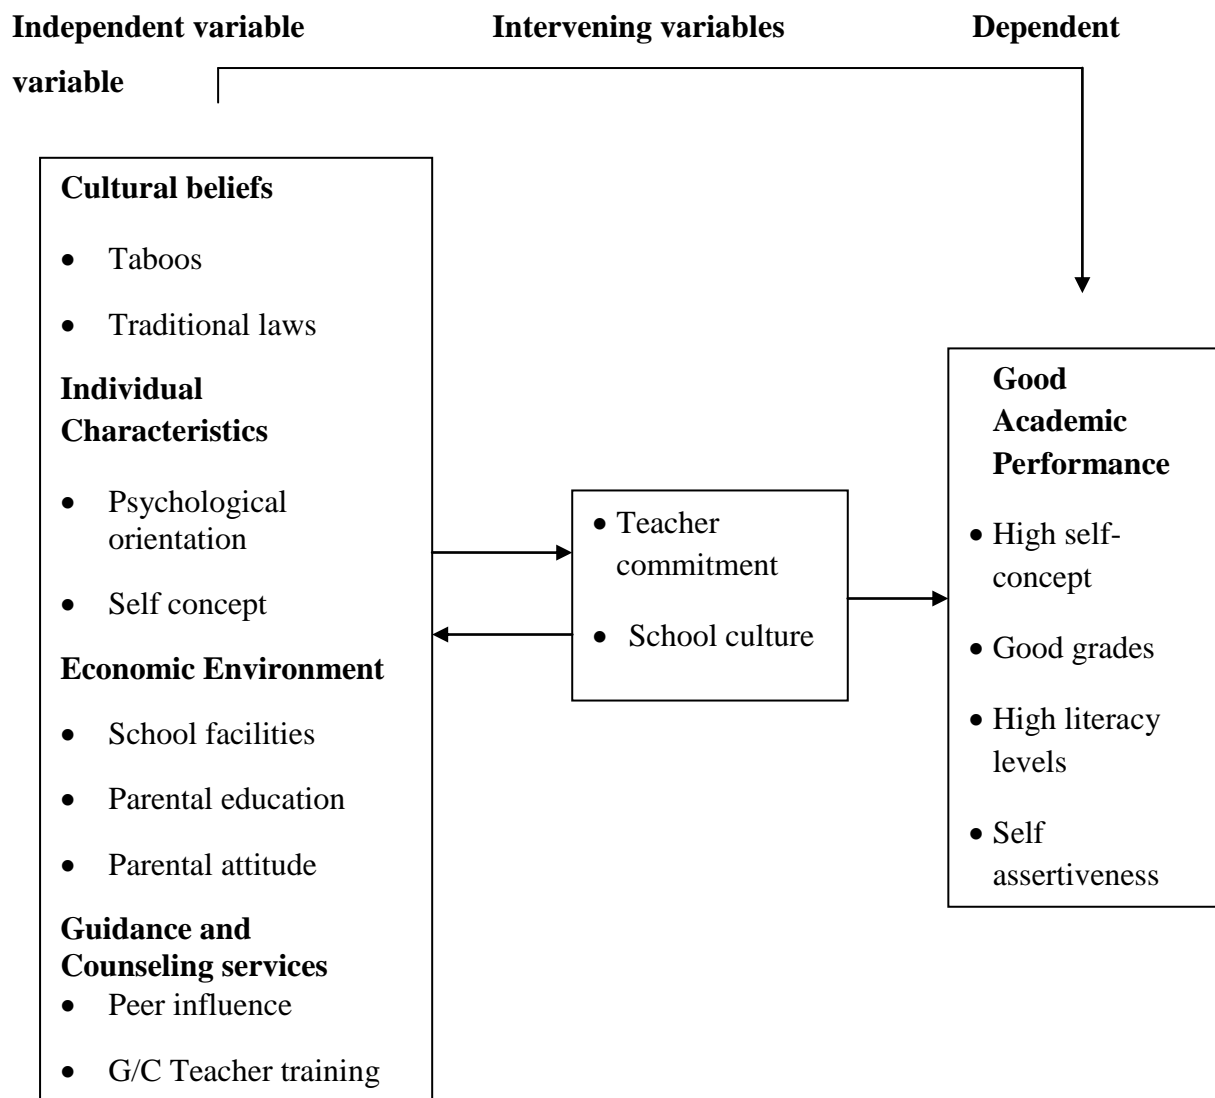 Independent variable Intervening variables Dependent
variable
Cultural beliefs
• Taboos
• Traditional laws
Individual
Characteristics
• Psychological
orientation
• Self concept
Economic Environment
• School facilities
• Parental education
• Parental attitude
Guidance and
Counseling services
• Peer influence
• G/C Teacher training
• Teacher
commitment
• School culture
Good
Academic
Performance
• High self-
concept
• Good grades
• High literacy
levels
• Self
assertiveness